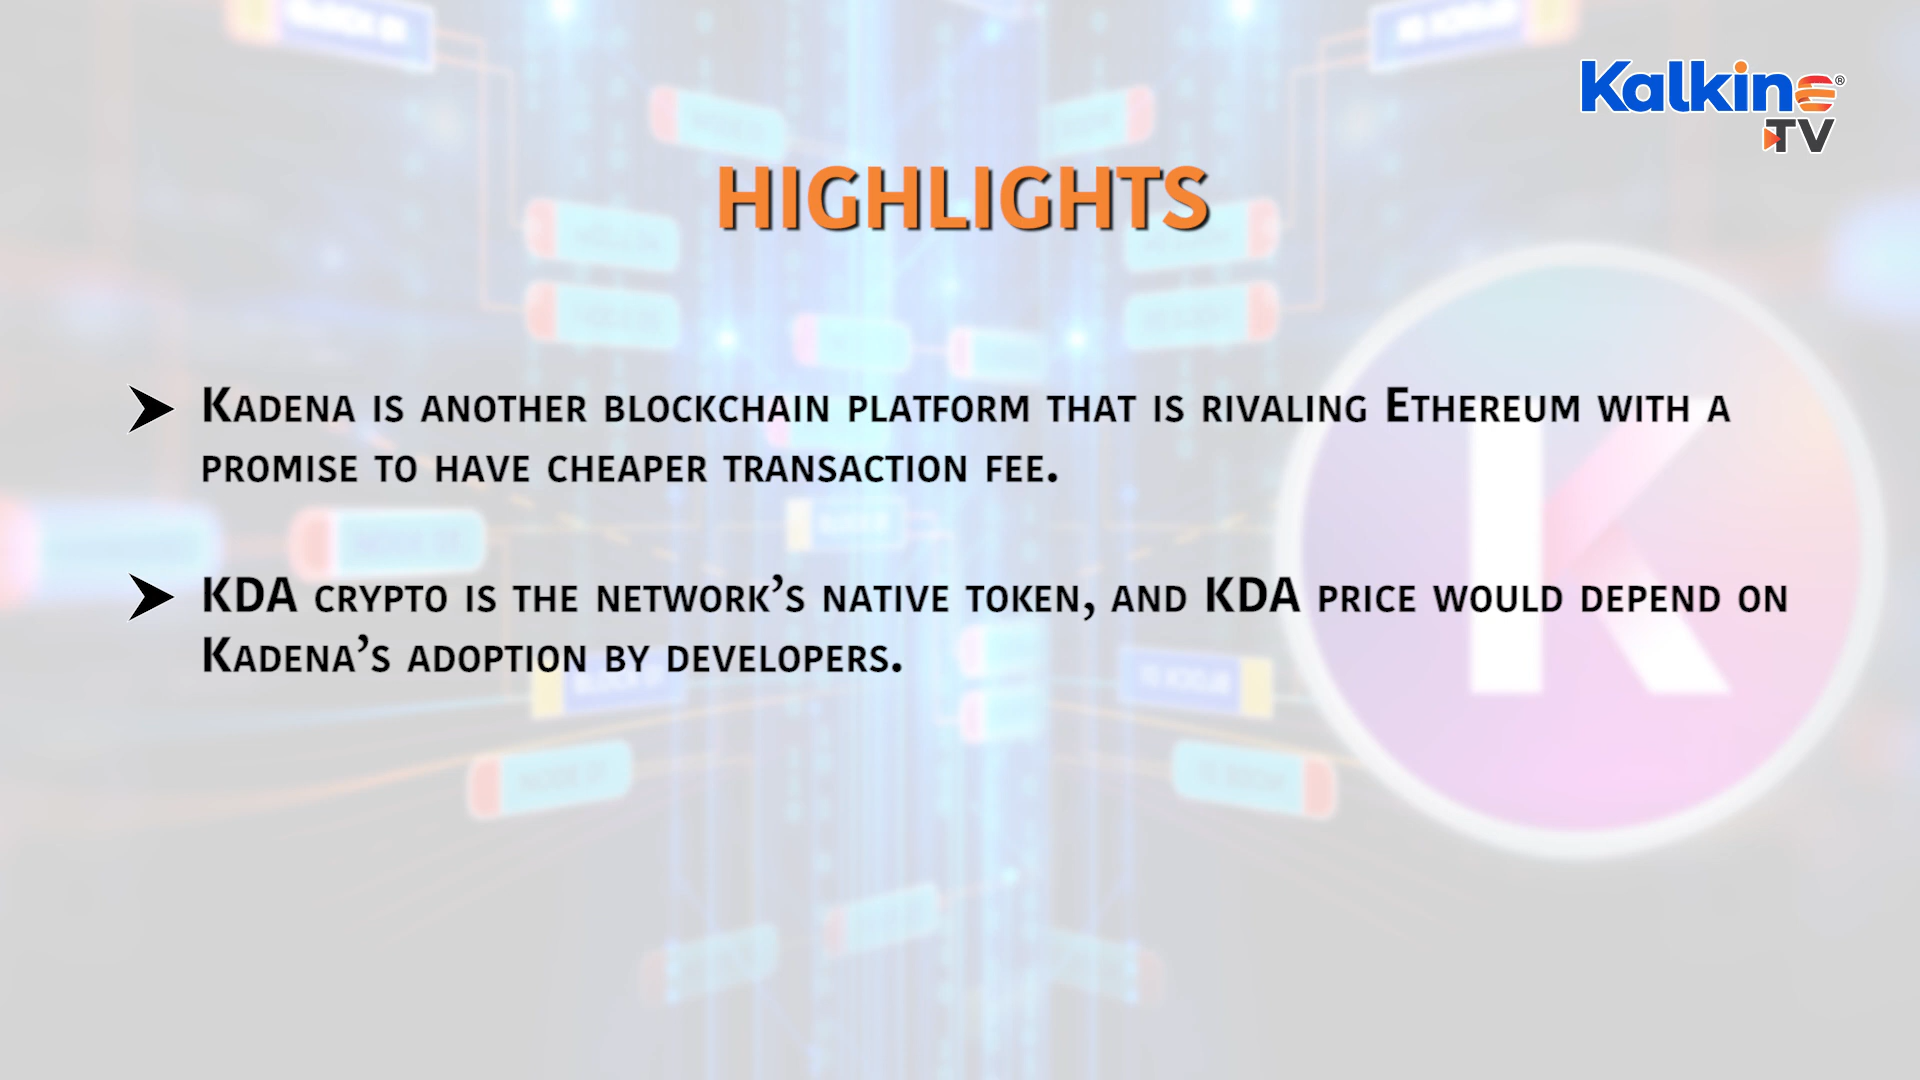 Kalkine®
TV
HIGHLIGHTS
➤ Kadena is another blockchain platform that is rivaling Ethereum with a
promise to have cheaper transaction fee.
➤ KDA crypto is the network’s native token, and KDA price would depend on
Kadena’s adoption by developers.